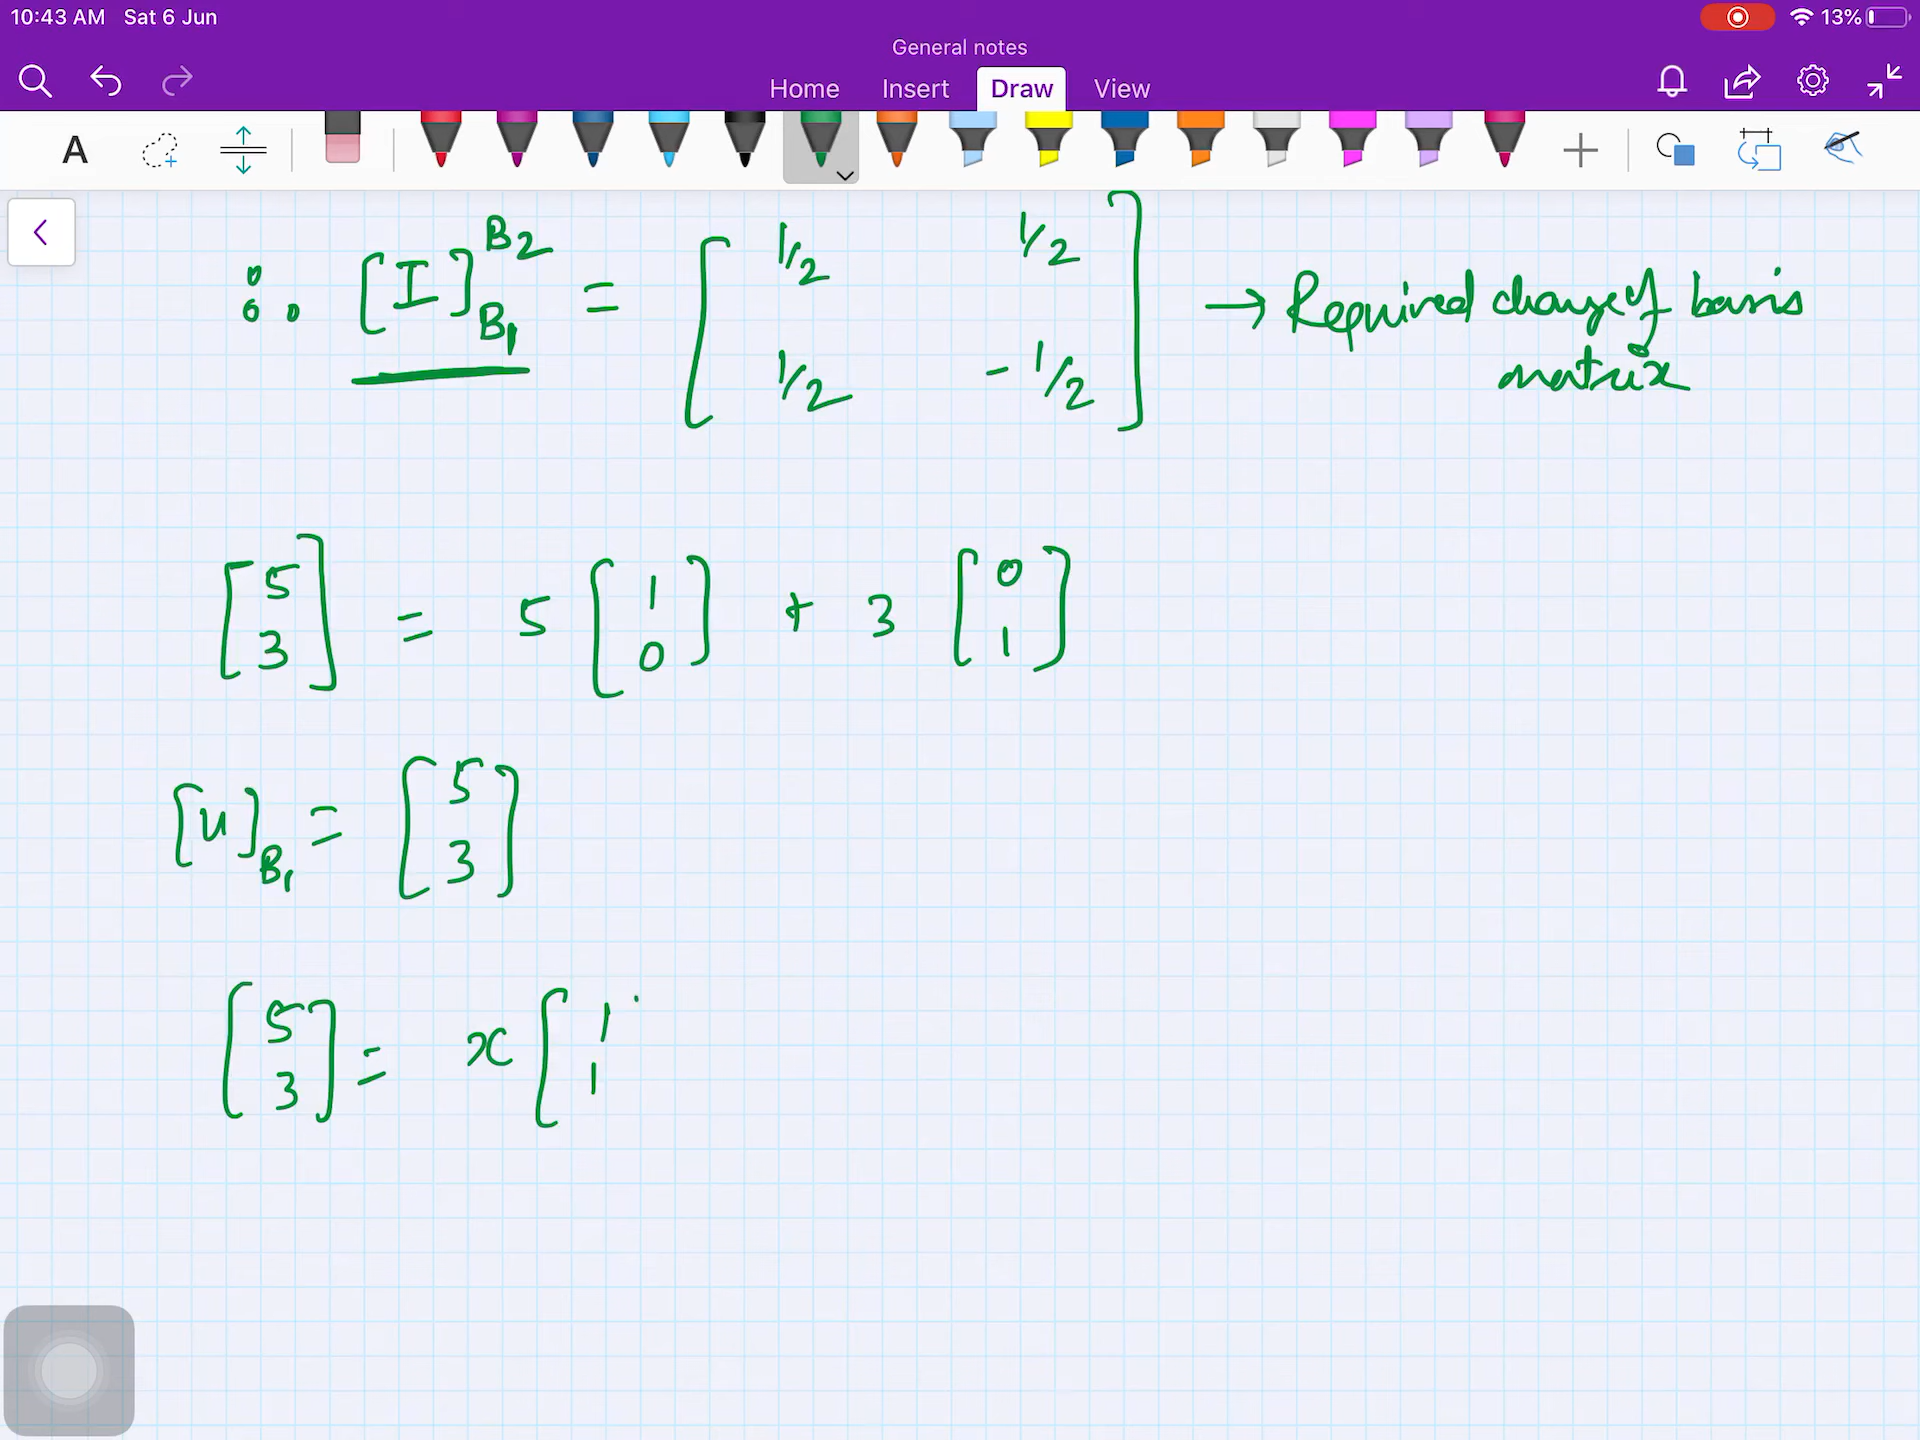 10:43 AM Sat 6 Jun 13%
General notes
Home Insert Draw View
A
∴ [I]_{B1}^{B2} = [1/2 1/2; 1/2 -1/2] → Required change of basis matrix
[5; 3] = 5 [1; 0] + 3 [0; 1]
[u]_{B1} = [5; 3]
[5; 3] = x [1; 1